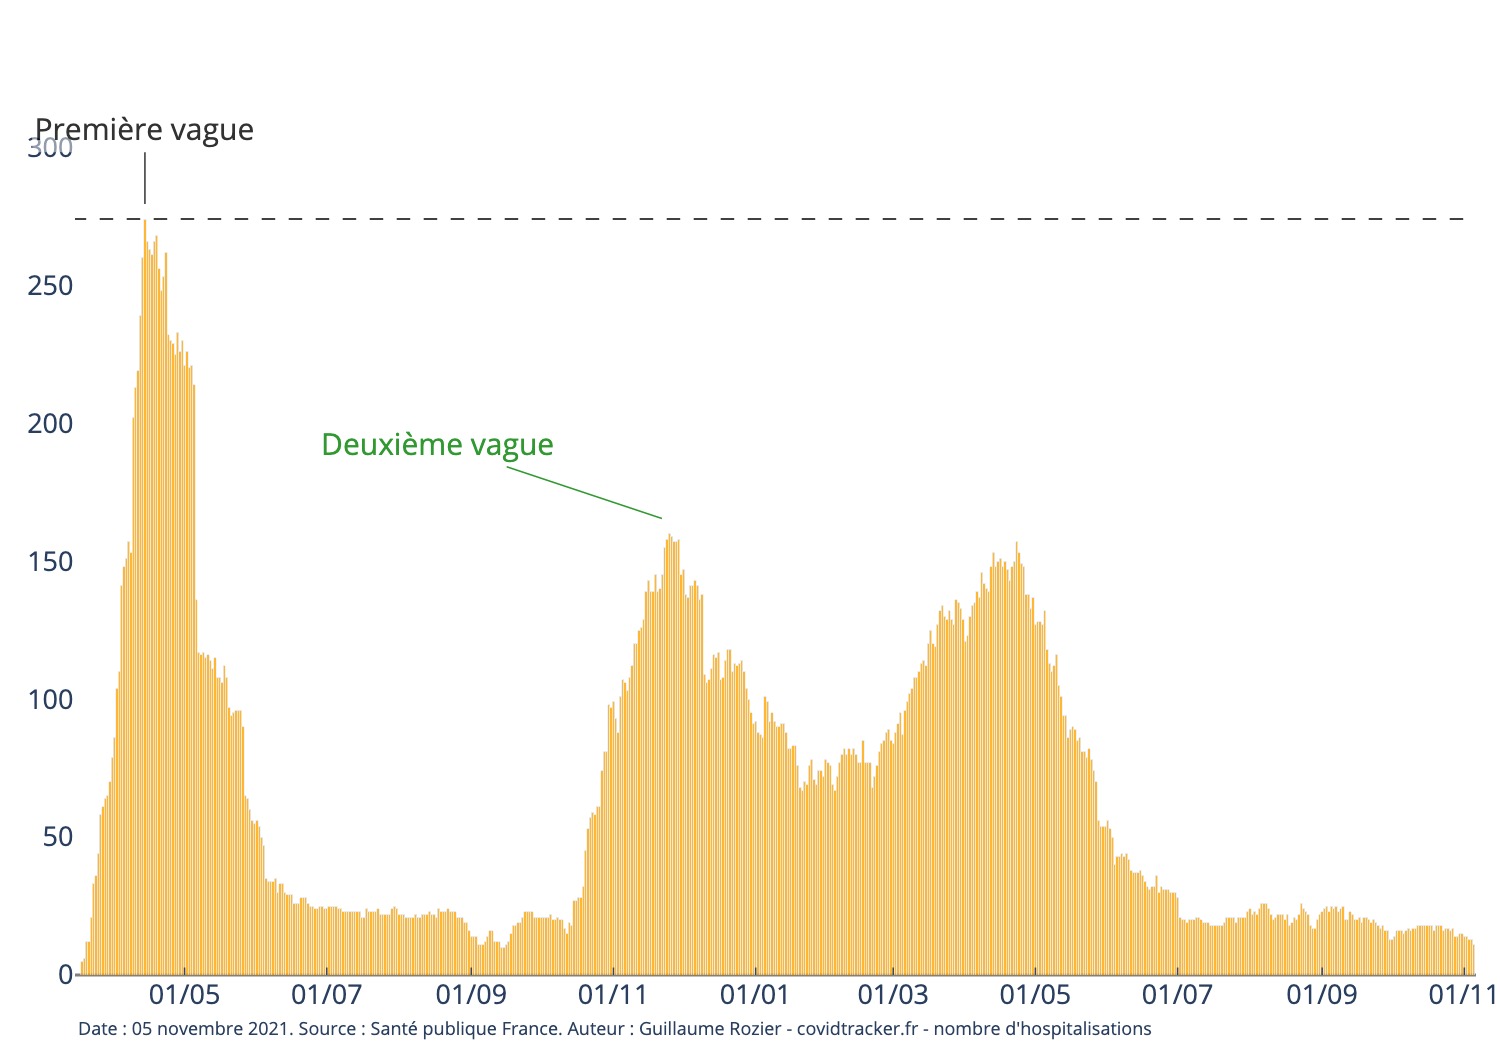 Première vague
300
250
200
Deuxième vague
150
100
50
0
01/05 01/07 01/09 01/11 01/01 01/03 01/05 01/07 01/09 01/11
Date : 05 novembre 2021. Source : Santé publique France. Auteur : Guillaume Rozier - covidtracker.fr - nombre d'hospitalisations